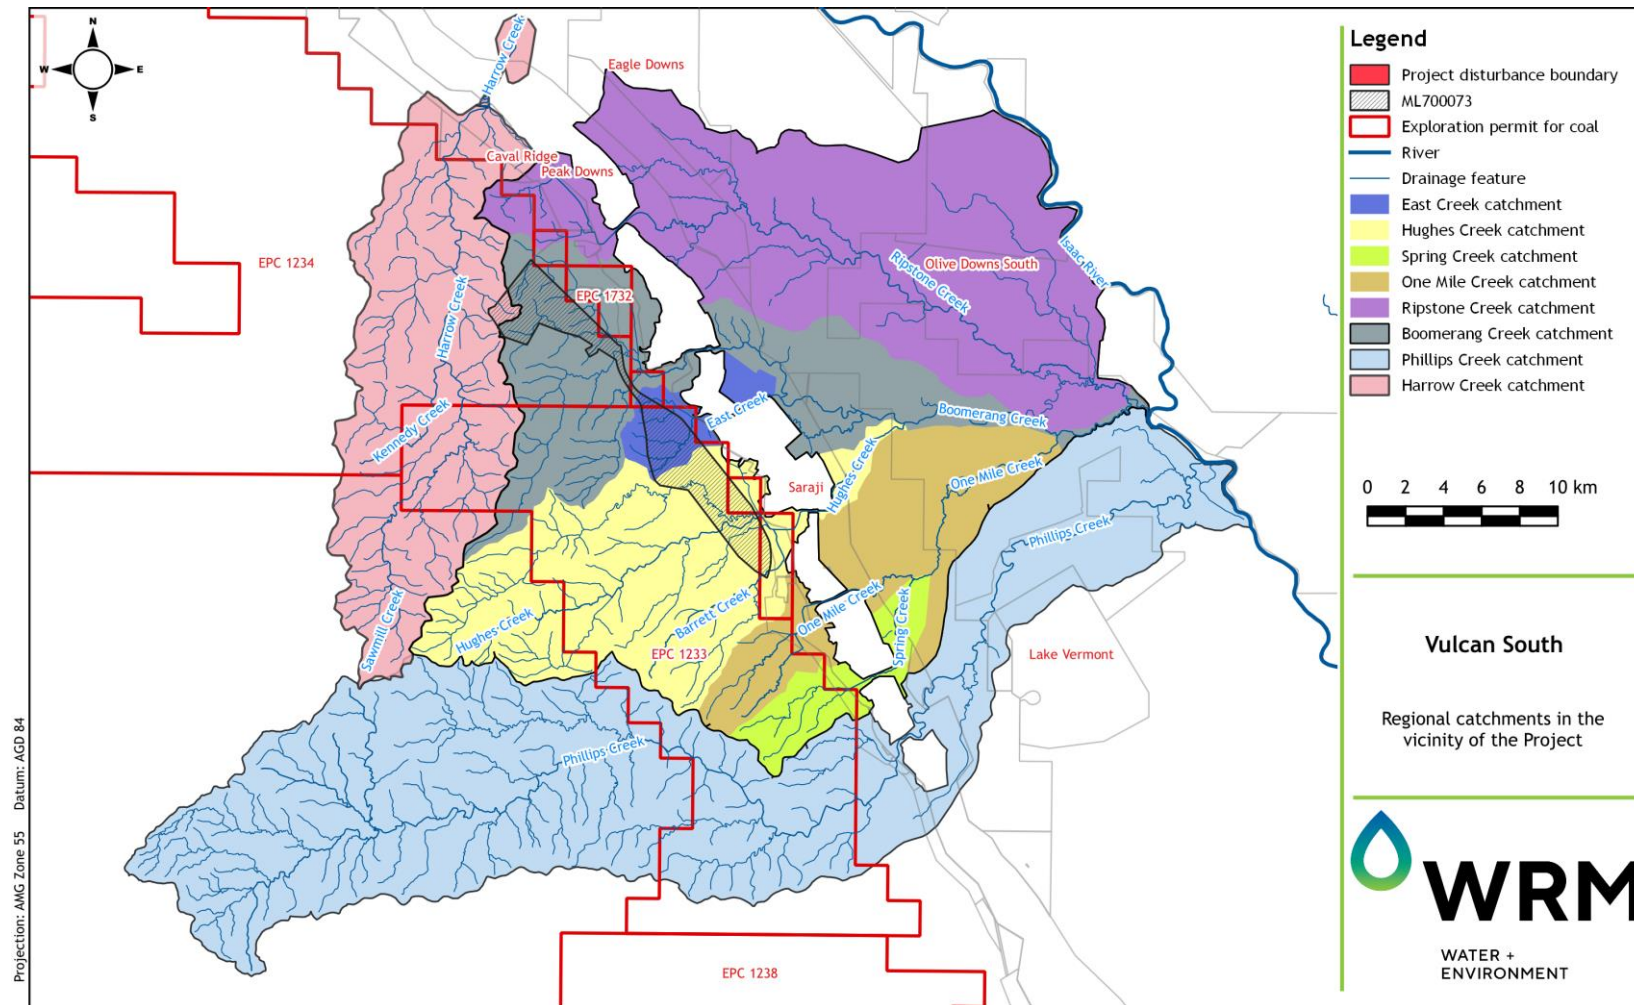 N
W
E
S
Harrow Creek
Eagle Downs
Caval Ridge
Peak Downs
EPC 1234
Isaac River
Olive Downs South
Ripstone Creek
EPC 1732
Harrow Creek
Kennedy Creek
East Creek
Boomerang Creek
Hughes Creek
One Mile Creek
Saraji
Phillips Creek
Sawmill Creek
Hughes Creek
Barrett Creek
One Mile Creek
Spring Creek
EPC 1233
Lake Vermont
Phillips Creek
EPC 1238
Projection: AMG Zone 55 Datum: AGD 84
Legend
Project disturbance boundary
ML700073
Exploration permit for coal
River
Drainage feature
East Creek catchment
Hughes Creek catchment
Spring Creek catchment
One Mile Creek catchment
Ripstone Creek catchment
Boomerang Creek catchment
Phillips Creek catchment
Harrow Creek catchment
0 2 4 6 8 10 km
Vulcan South
Regional catchments in the
vicinity of the Project
WRM
WATER +
ENVIRONMENT